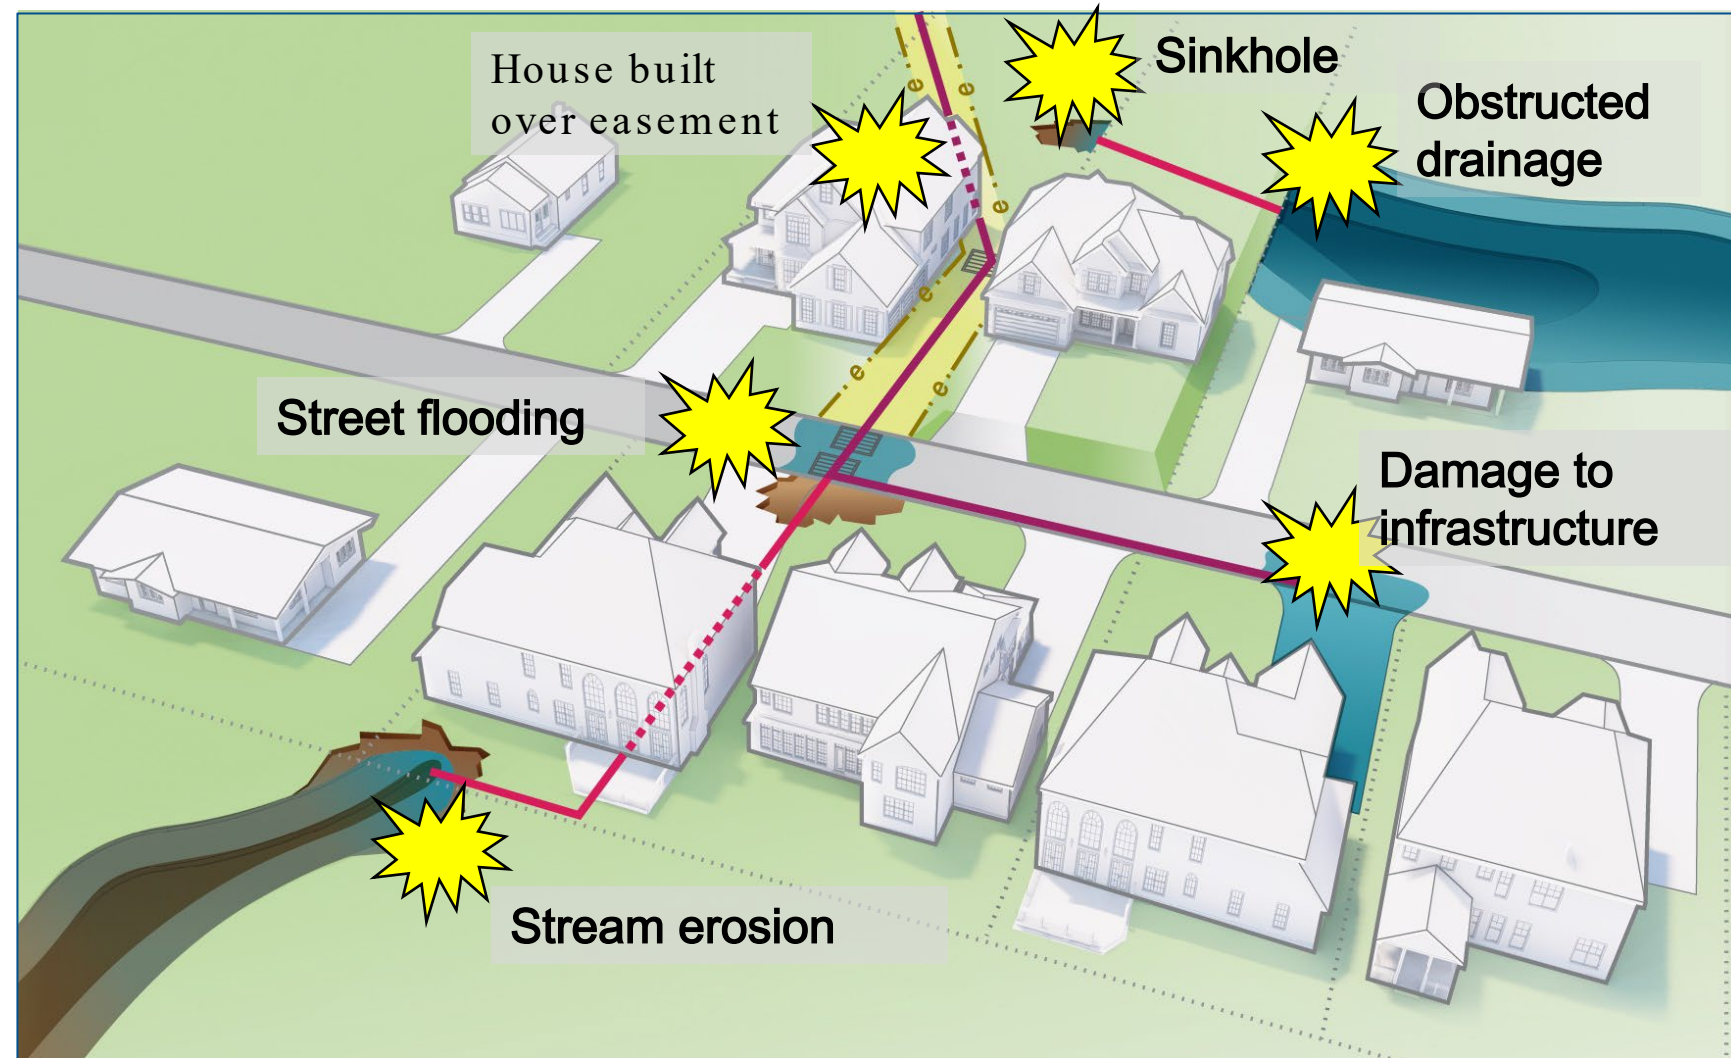 House built
over easement
Sinkhole
Obstructed
drainage
e
e
e
e
e
e
Street flooding
Damage to
infrastructure
Stream erosion